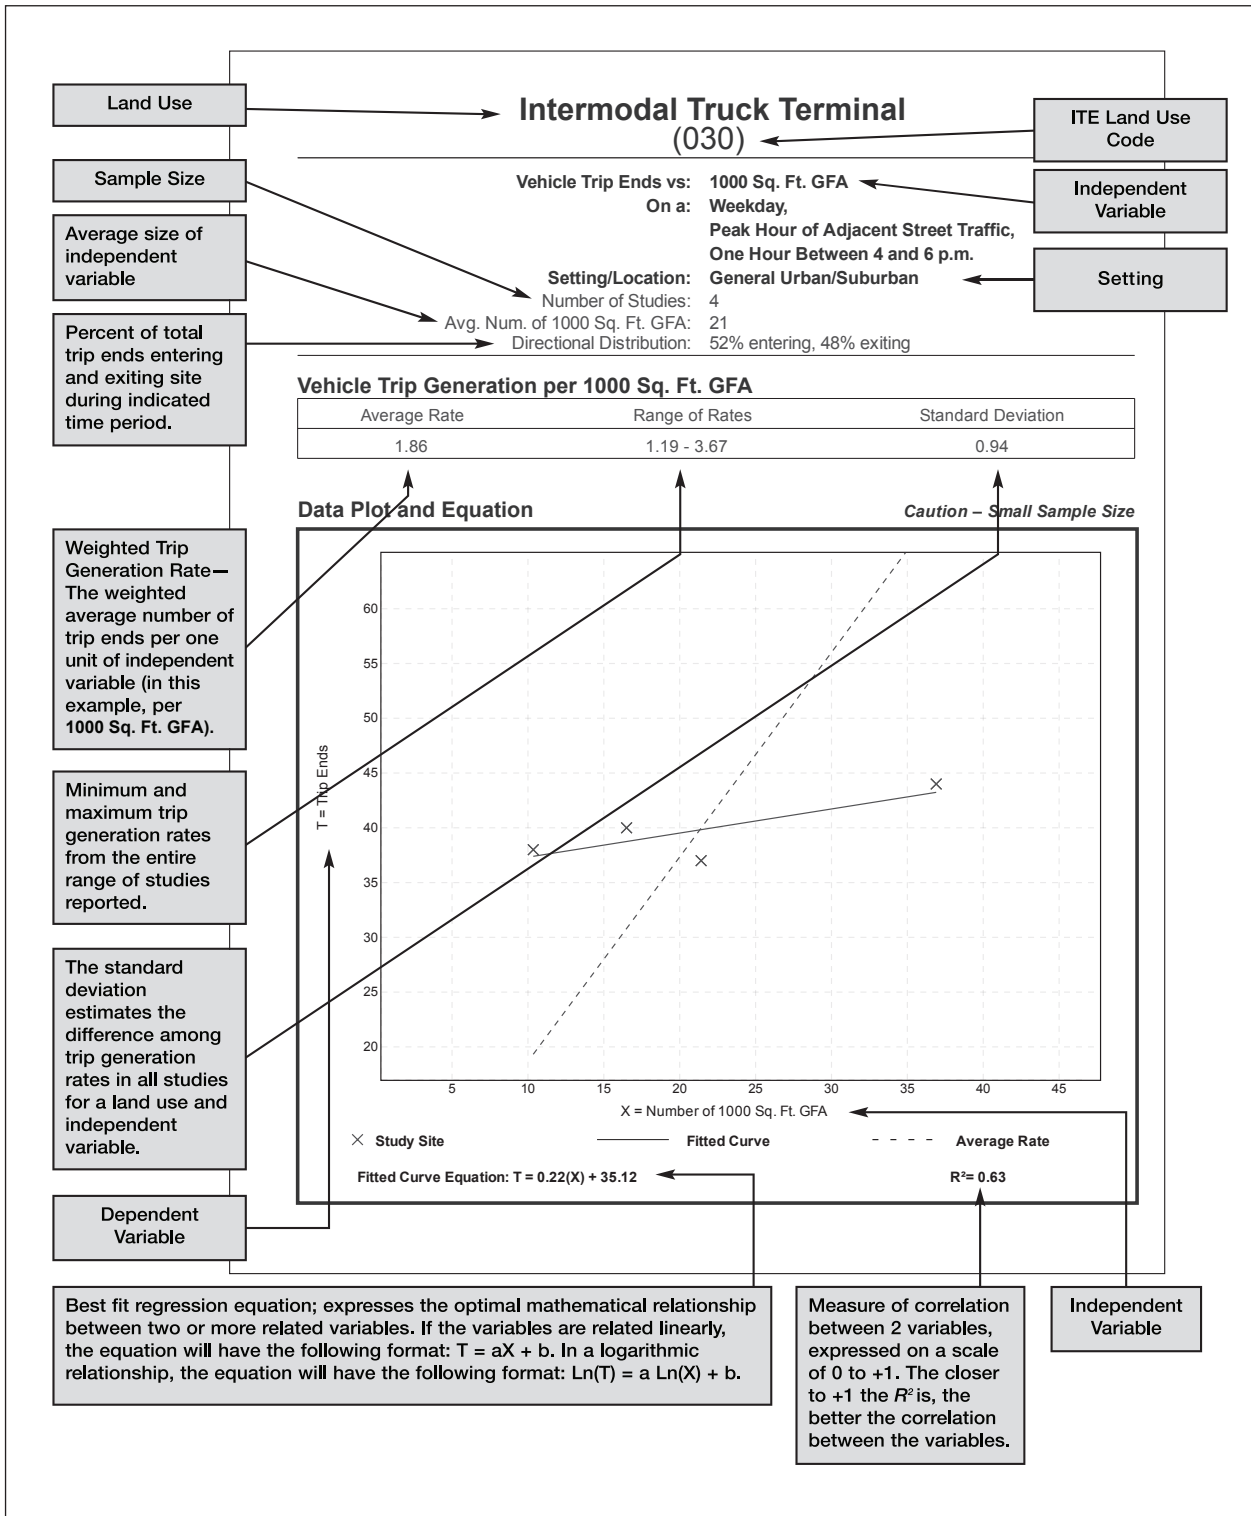 Land Use
Intermodal Truck Terminal
(030)
ITE Land Use
Code
Sample Size
Vehicle Trip Ends vs: 1000 Sq. Ft. GFA
On a: Weekday,
Peak Hour of Adjacent Street Traffic,
One Hour Between 4 and 6 p.m.
Independent
Variable
Average size of
independent
variable
Setting/Location: General Urban/Suburban
Setting
Number of Studies: 4
Avg. Num. of 1000 Sq. Ft. GFA: 21
Directional Distribution: 52% entering, 48% exiting
Percent of total
trip ends entering
and exiting site
during indicated
time period.
Vehicle Trip Generation per 1000 Sq. Ft. GFA
Average Rate Range of Rates Standard Deviation
1.86 1.19 - 3.67 0.94
Data Plot and Equation
Caution – Small Sample Size
Weighted Trip
Generation Rate—
The weighted
average number of
trip ends per one
unit of independent
variable (in this
example, per
1000 Sq. Ft. GFA).
Minimum and
maximum trip
generation rates
from the entire
range of studies
reported.
The standard
deviation
estimates the
difference among
trip generation
rates in all studies
for a land use and
independent
variable.
Dependent
Variable
T = Trip Ends
60
55
50
45
40
35
30
25
20
5 10 15 20 25 30 35 40 45
X = Number of 1000 Sq. Ft. GFA
Study Site Fitted Curve Average Rate
Fitted Curve Equation: T = 0.22(X) + 35.12 R²= 0.63
Best fit regression equation; expresses the optimal mathematical relationship
between two or more related variables. If the variables are related linearly,
the equation will have the following format: T = aX + b. In a logarithmic
relationship, the equation will have the following format: Ln(T) = a Ln(X) + b.
Measure of correlation
between 2 variables,
expressed on a scale
of 0 to +1. The closer
to +1 the R² is, the
better the correlation
between the variables.
Independent
Variable